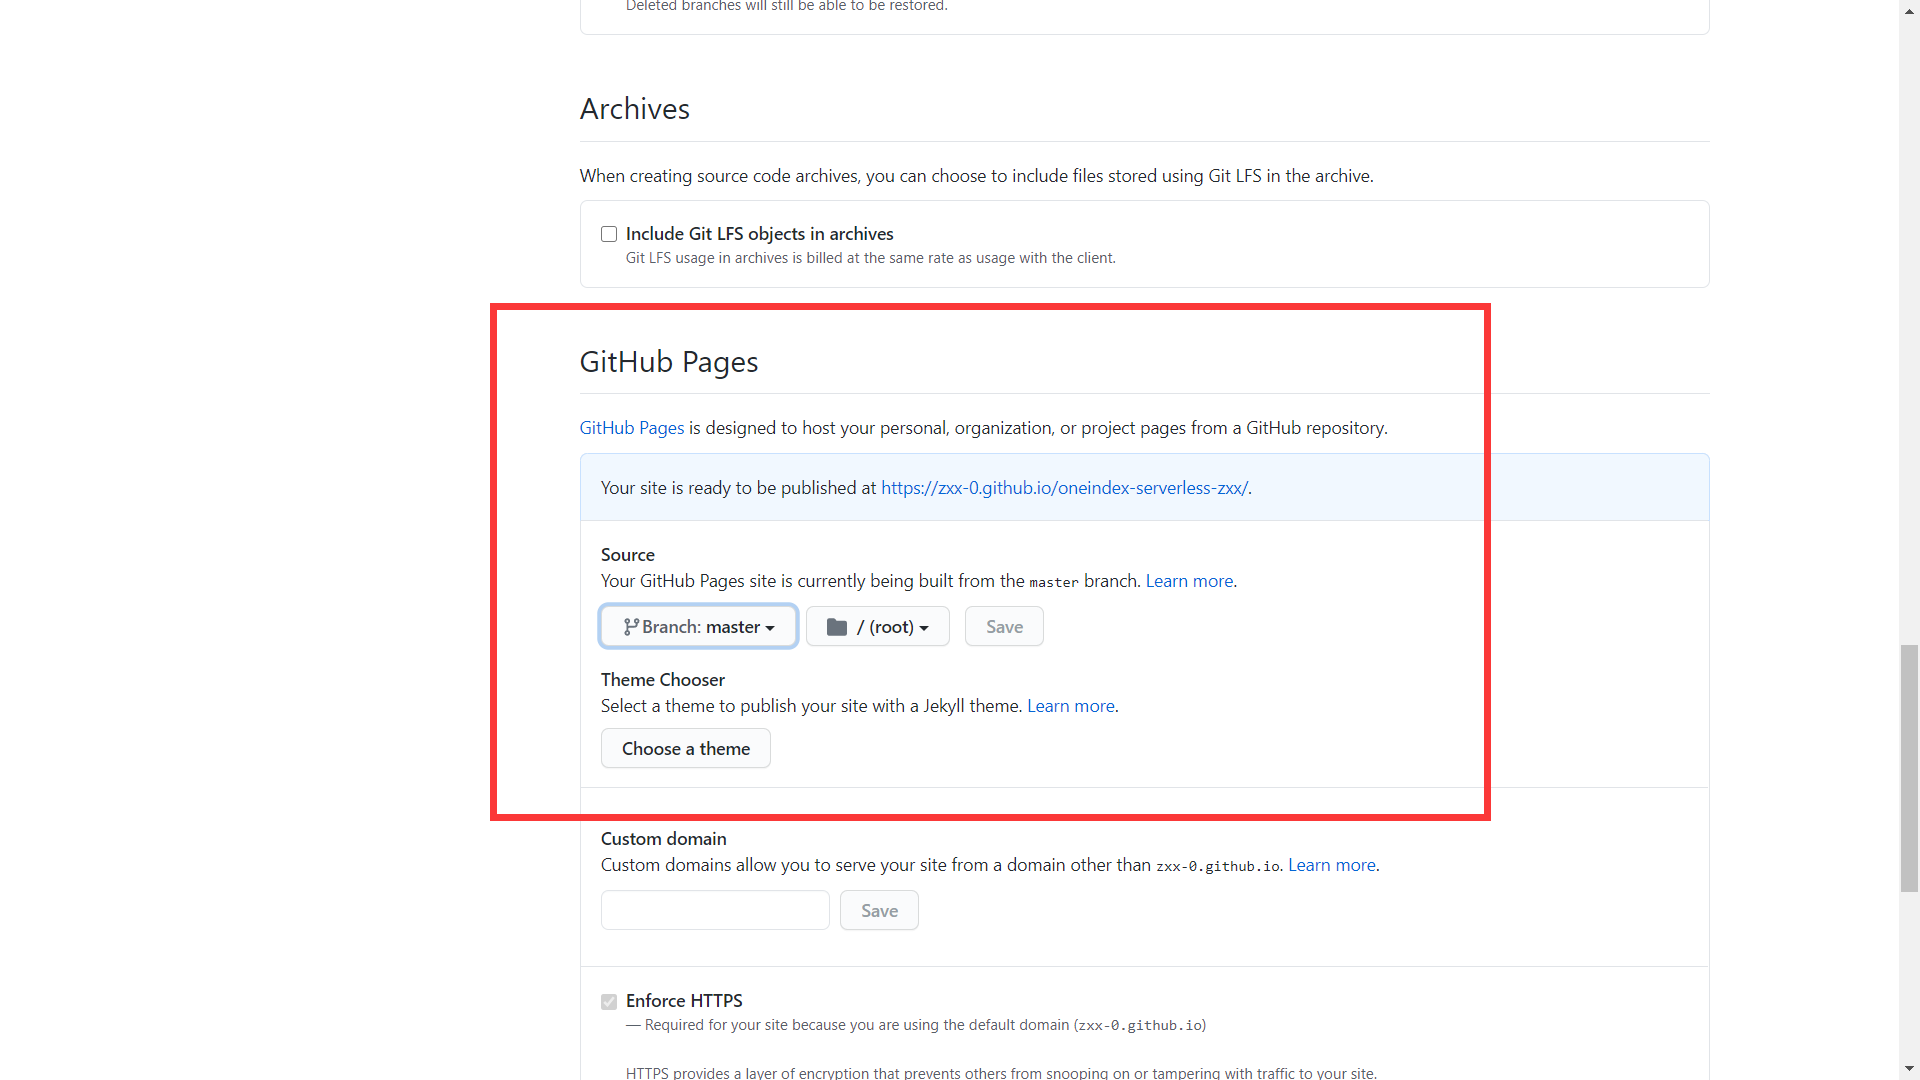 Deleted branches will still be able to be restored.
Archives
When creating source code archives, you can choose to include files stored using Git LFS in the archive.
Include Git LFS objects in archives
Git LFS usage in archives is billed at the same rate as usage with the client.
GitHub Pages
GitHub Pages is designed to host your personal, organization, or project pages from a GitHub repository.
Your site is ready to be published at https://zxx-0.github.io/oneindex-serverless-zxx/.
Source
Your GitHub Pages site is currently being built from the master branch. Learn more.
Branch: master / (root) Save
Theme Chooser
Select a theme to publish your site with a Jekyll theme. Learn more.
Choose a theme
Custom domain
Custom domains allow you to serve your site from a domain other than zxx-0.github.io. Learn more.
Save
Enforce HTTPS
— Required for your site because you are using the default domain (zxx-0.github.io)
HTTPS provides a layer of encryption that prevents others from snooping on or tampering with traffic to your site.